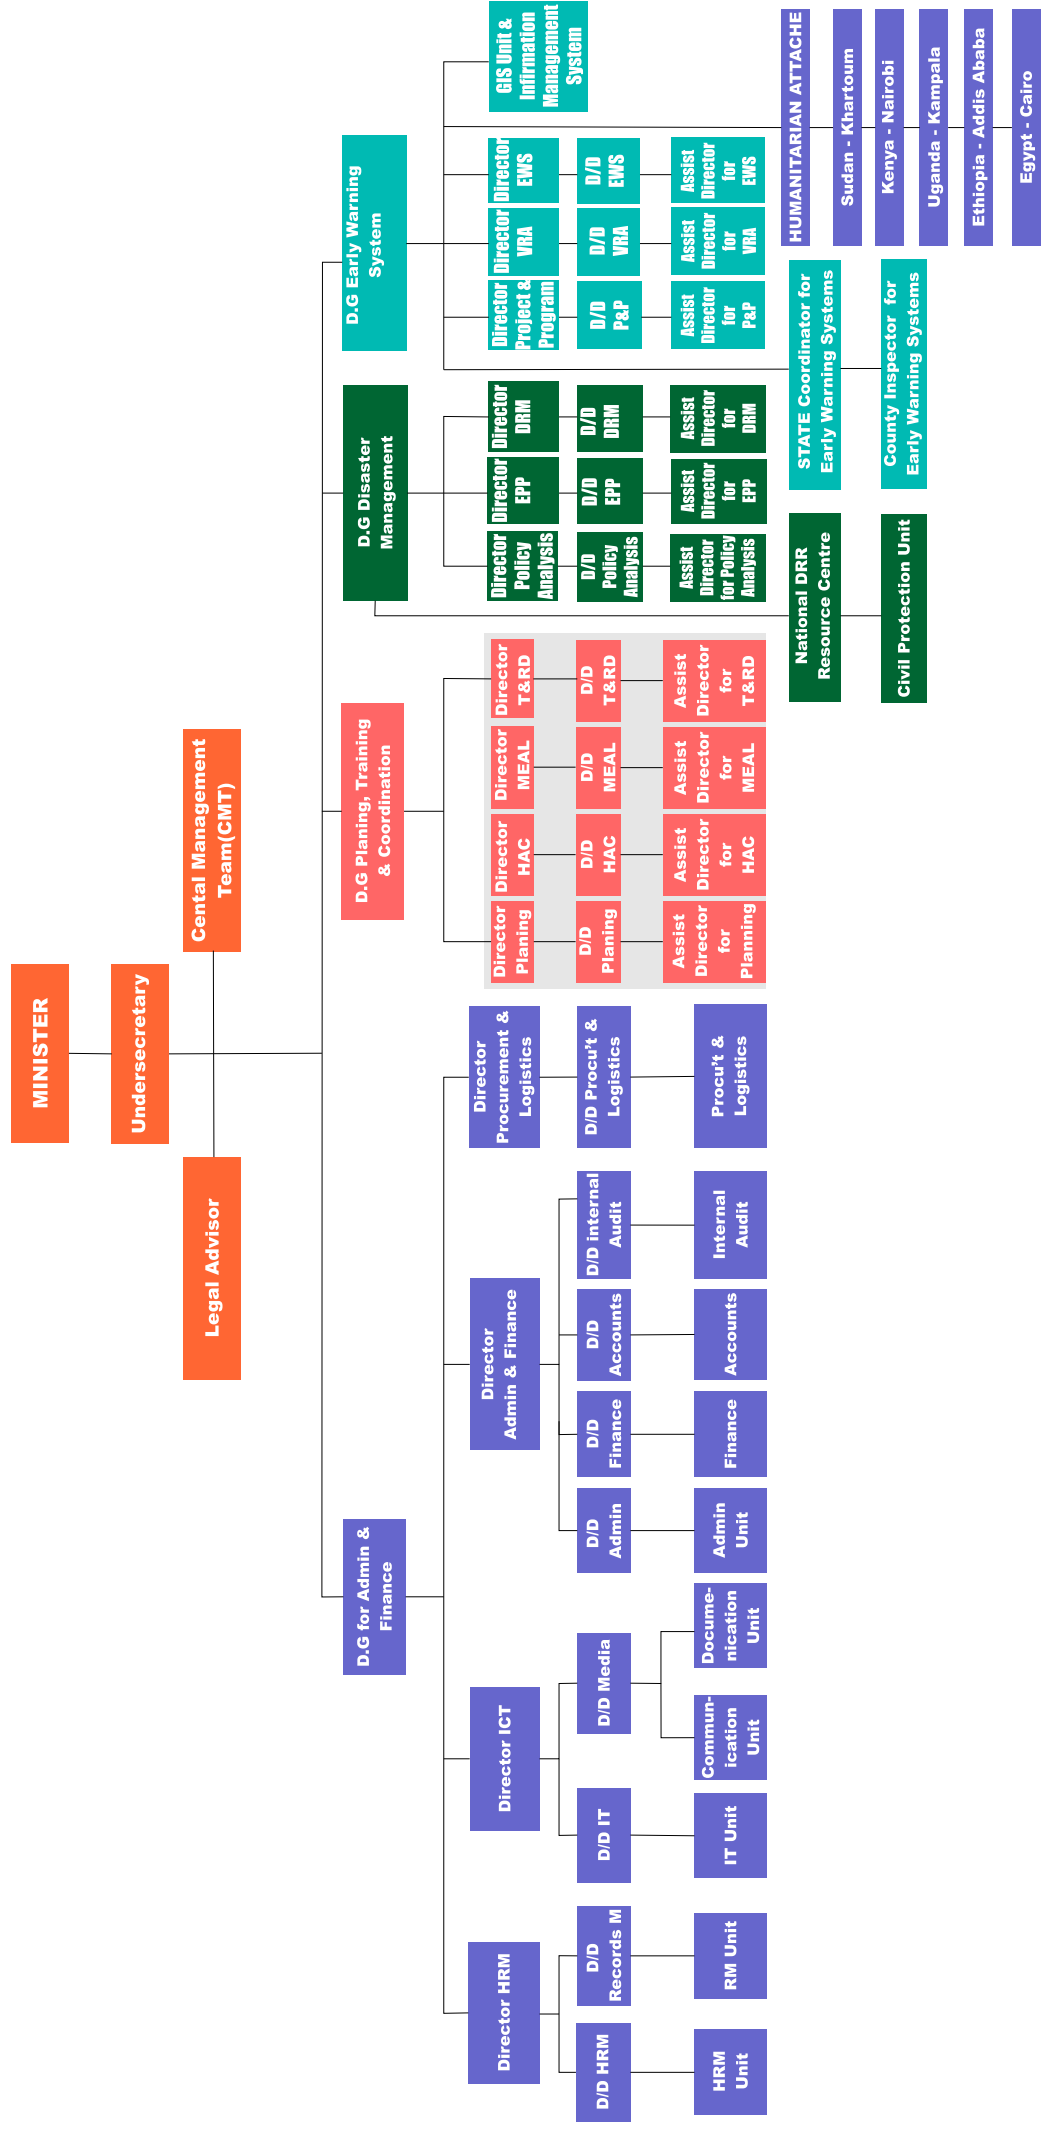 MINISTER
Undersecretary
Legal Advisor
Cental Management
Team(CMT)
D.G for Admin &
Finance
D.G Planing, Training
& Coordination
D.G Disaster
Management
D.G Early Warning
System
Director HRM
Director ICT
Director
Admin & Finance
Director
Procurement &
Logistics
Director
Planing
Director
HAC
Director
MEAL
Director
T&RD
Director
Policy
Analysis
Director
EPP
Director
DRM
Director
Project &
Program
Director
VRA
Director
EWS
GIS Unit &
Infirmation
Management
System
D/D HRM
D/D
Records M
D/D IT
D/D Media
D/D
Admin
D/D
Finance
D/D
Accounts
D/D internal
Audit
D/D Procu't &
Logistics
D/D
Planing
D/D
HAC
D/D
MEAL
D/D
T&RD
D/D
Policy
Analysis
D/D
EPP
D/D
DRM
D/D
P&P
D/D
VRA
D/D
EWS
HRM
Unit
RM Unit
IT Unit
Commun-
ication
Unit
Docume-
nication
Unit
Admin
Unit
Finance
Accounts
Internal
Audit
Procu't &
Logistics
Assist
Director
for
Planning
Assist
Director
for
HAC
Assist
Director
for
MEAL
Assist
Director
for
T&RD
Assist
Director
for Policy
Analysis
Assist
Director
for
EPP
Assist
Director
for
DRM
Assist
Director
for
P&P
Assist
Director
for
VRA
Assist
Director
for
EWS
National DRR
Resource Centre
Civil Protection Unit
STATE Coordinator for
Early Warning Systems
County Inspector for
Early Warning Systems
HUMANITARIAN ATTACHE
Sudan - Khartoum
Kenya - Nairobi
Uganda - Kampala
Ethiopia - Addis Ababa
Egypt - Cairo